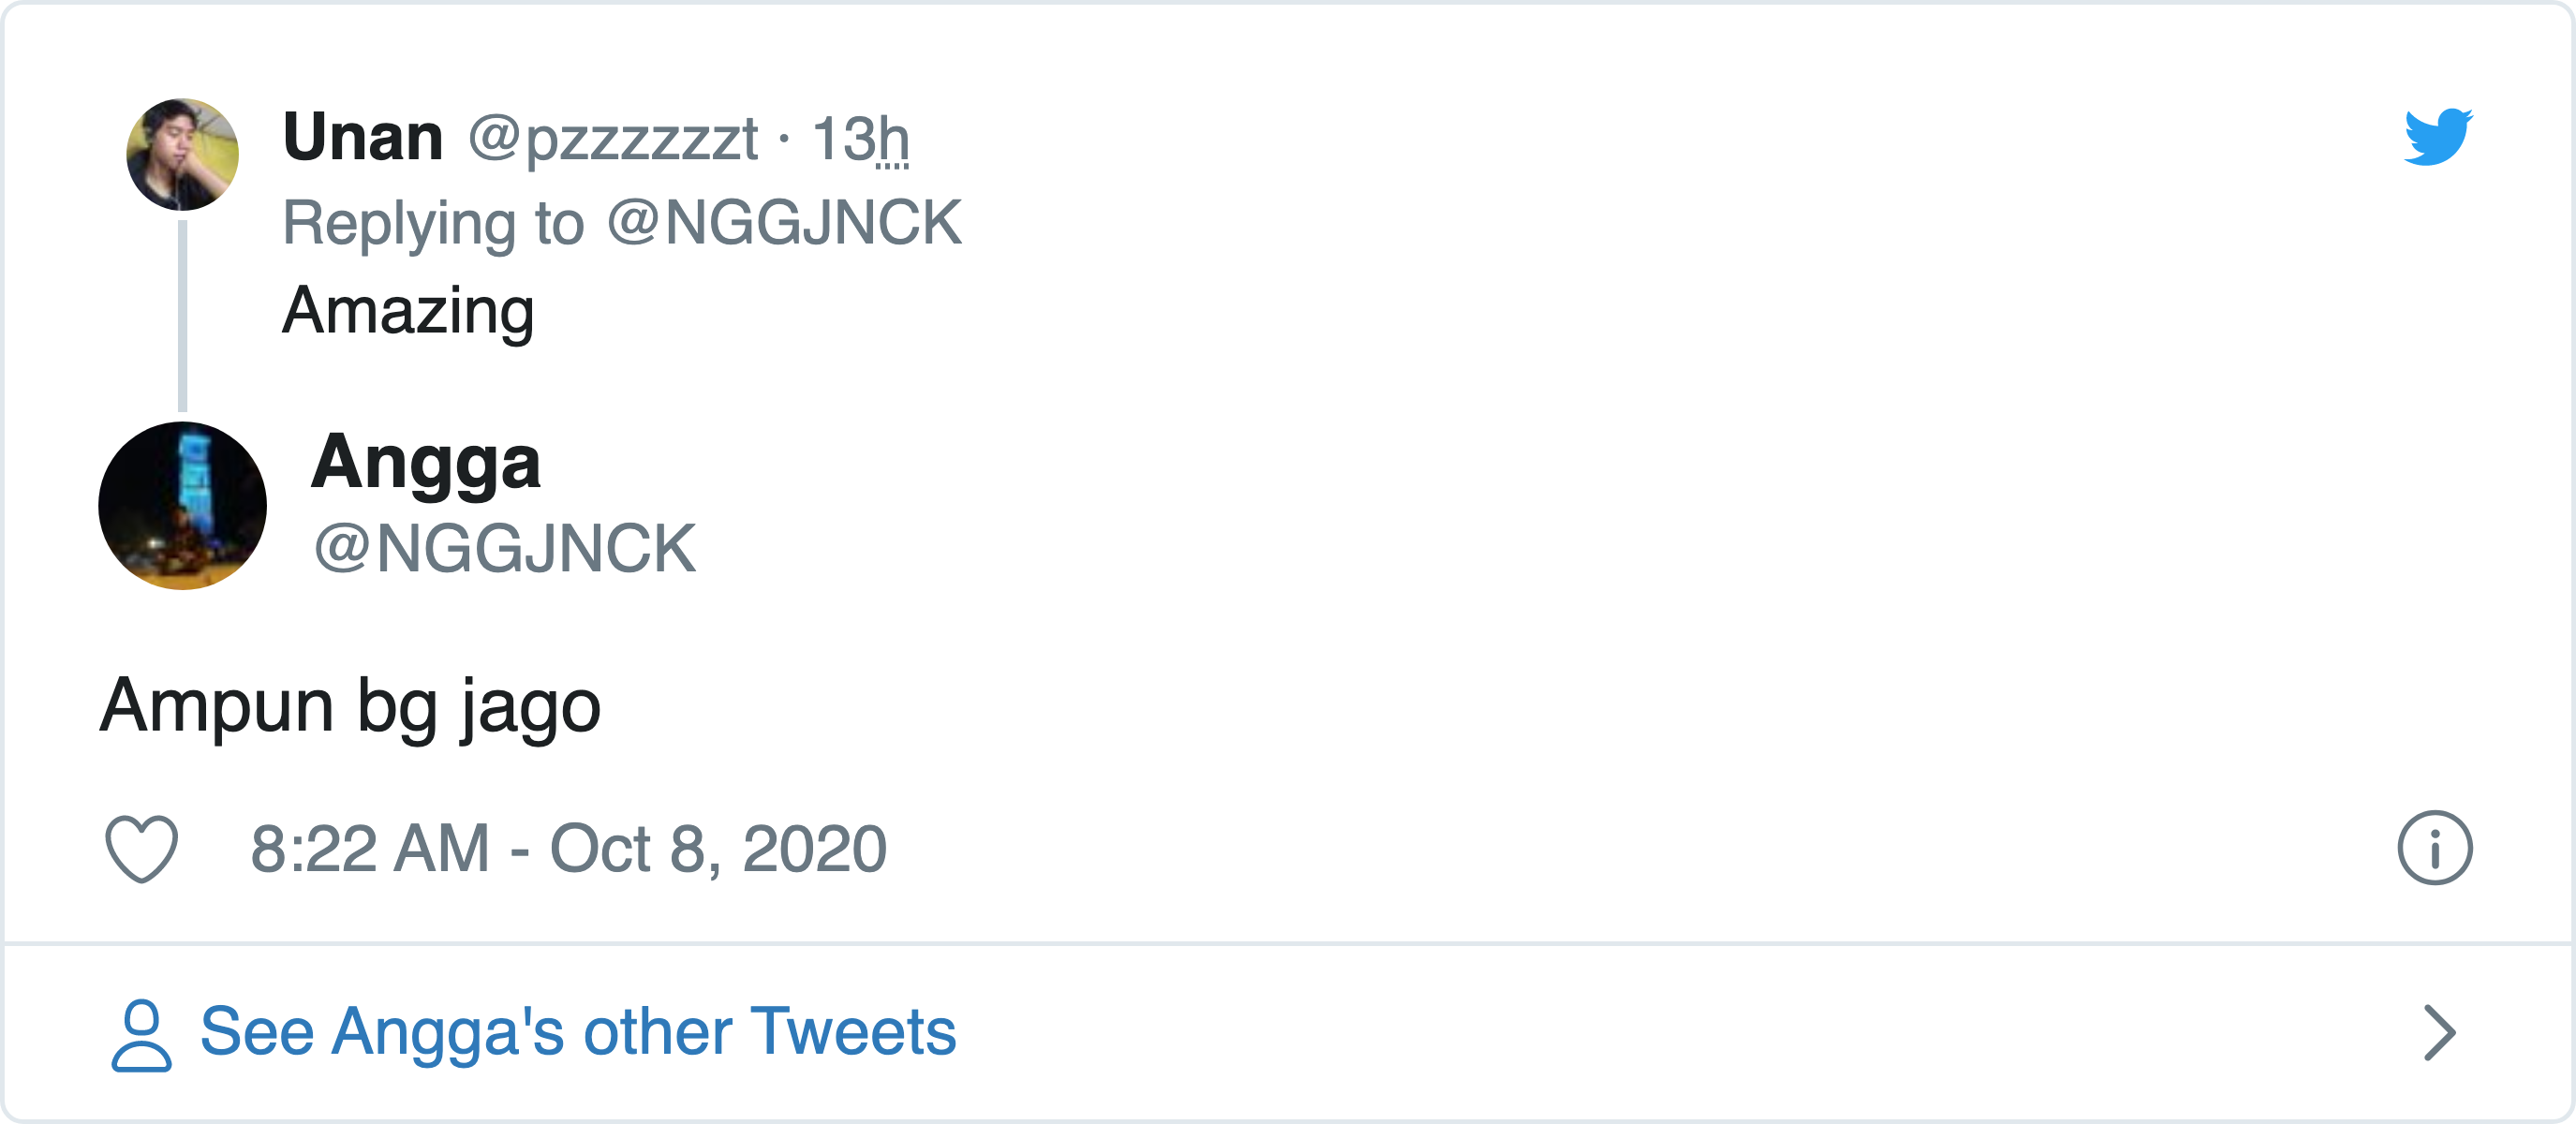 Unan @pzzzzzzt · 13h
Replying to @NGGJNCK
Amazing
Angga
@NGGJNCK
Ampun bg jago
8:22 AM - Oct 8, 2020
See Angga's other Tweets